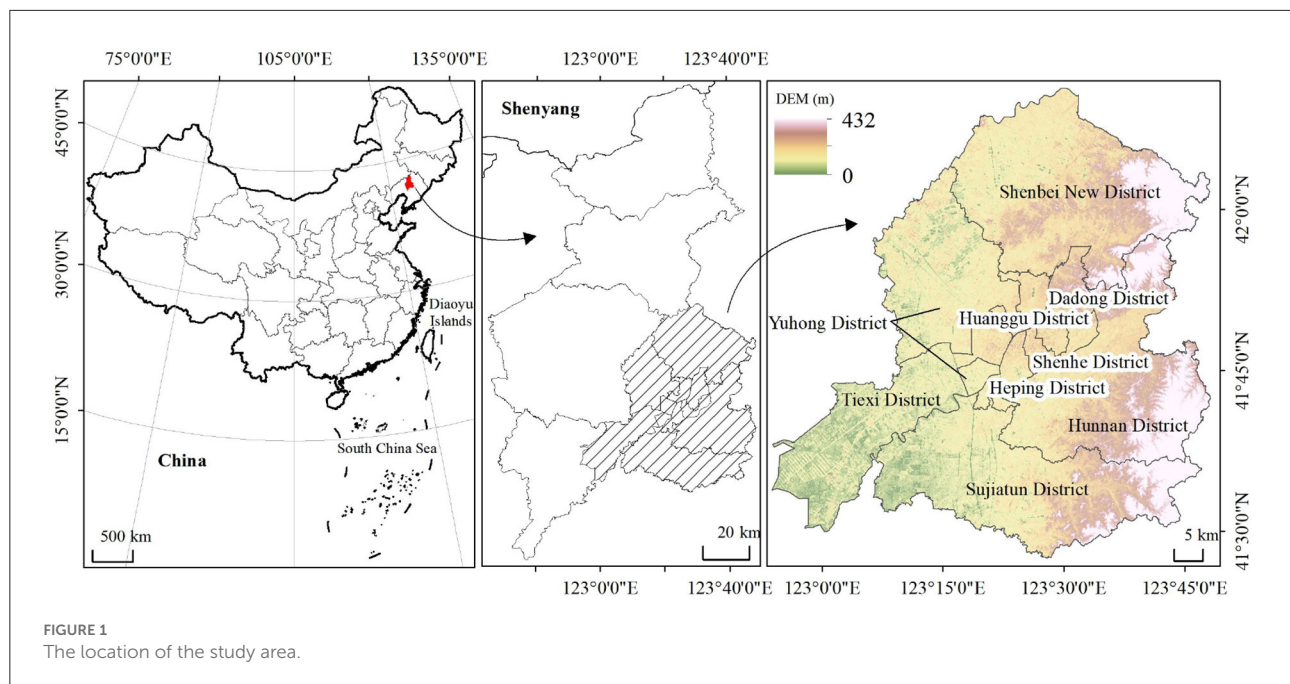 75°0'0"E
105°0'0"E
135°0'0"E
45°0'0"N
30°0'0"N
15°0'0"N
Diaoyu
Islands
South China Sea
China
500 km
123°0'0"E
123°40'0"E
Shenyang
20 km
123°0'0"E
123°40'0"E
DEM (m)
432
0
Shenbei New District
Dadong District
Huanggu District
Yuhong District
Shenhe District
Heping District
Tiexi District
Hunnan District
Sujiatun District
5 km
42°0'0"N
41°45'0"N
41°30'0"N
123°0'0"E
123°15'0"E
123°30'0"E
123°45'0"E
FIGURE 1
The location of the study area.